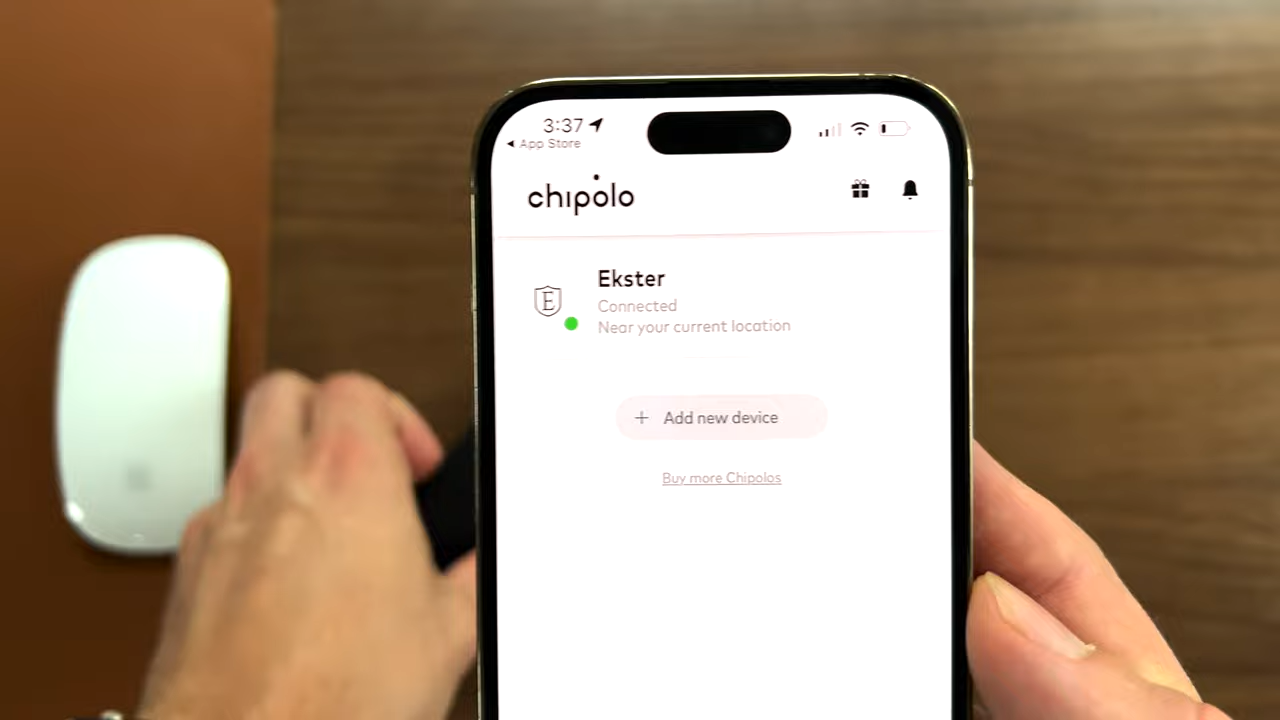 3:37
◀ App Store
chipolo
E
Ekster
Connected
Near your current location
+ Add new device
Buy more Chipolos